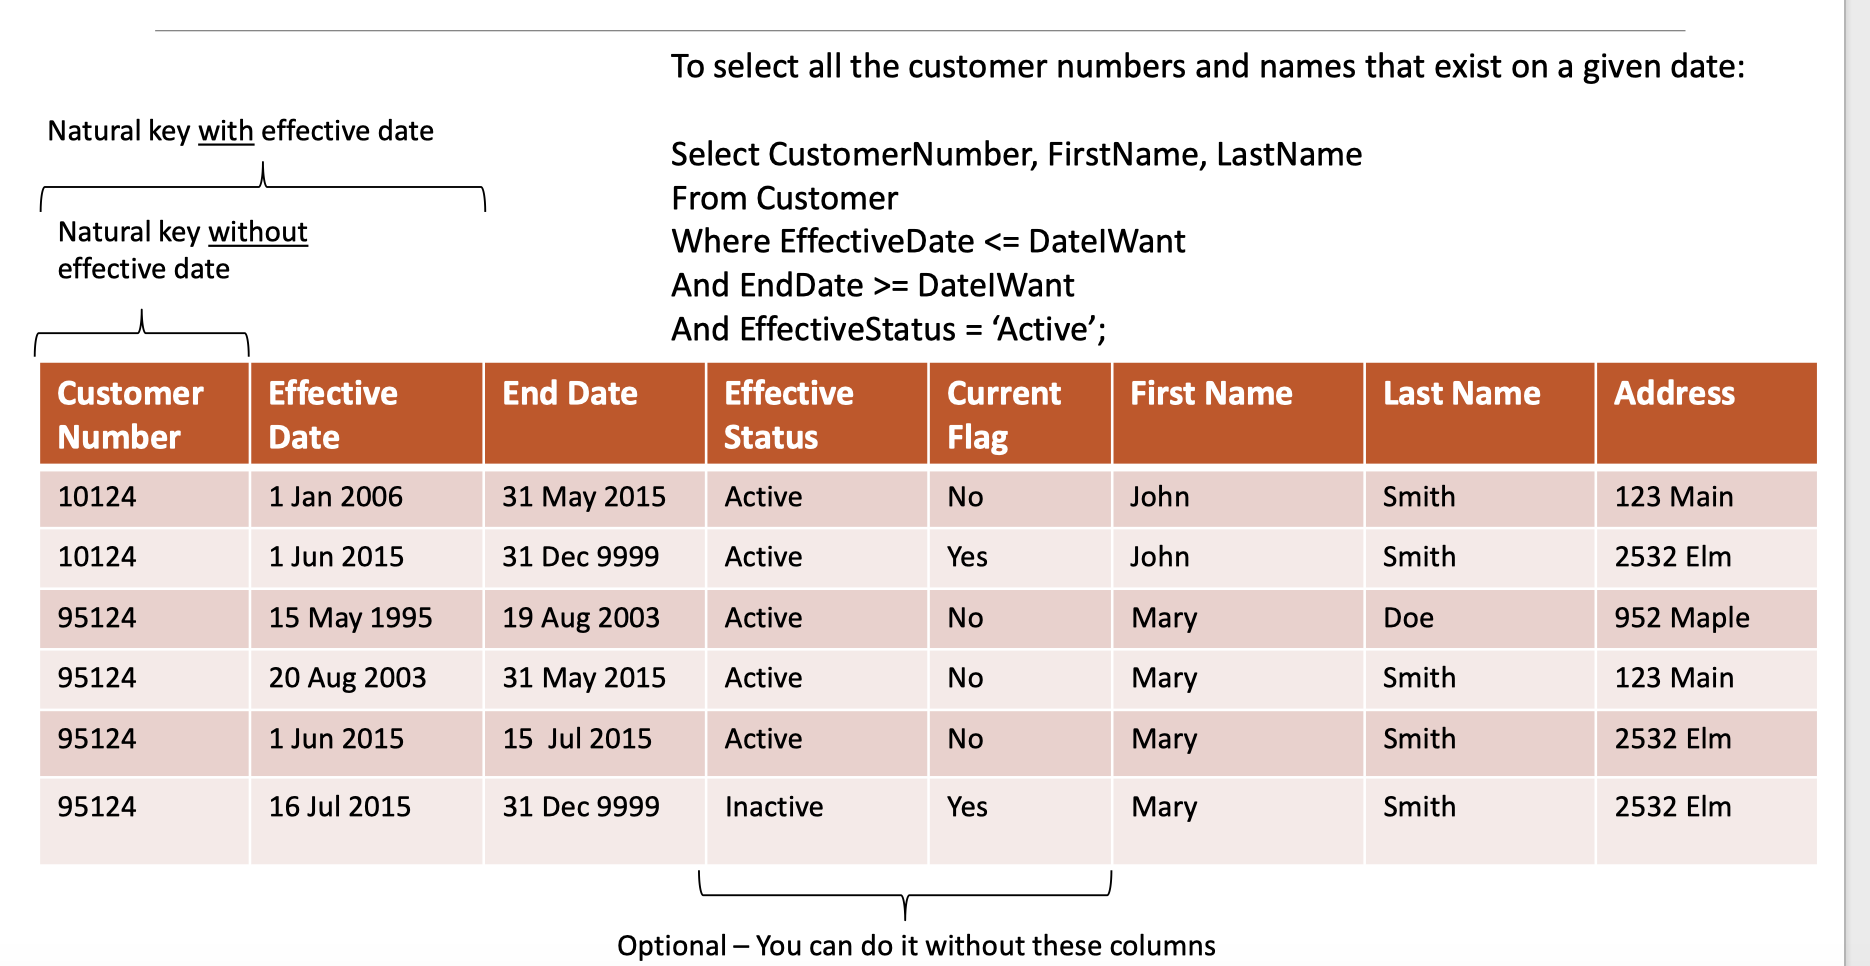 To select all the customer numbers and names that exist on a given date:
Natural key with effective date
Select CustomerNumber, FirstName, LastName
From Customer
Where EffectiveDate <= DateIWant
And EndDate >= DateIWant
And EffectiveStatus = ‘Active’;
Natural key without
effective date
Customer Number Effective Date End Date Effective Status Current Flag First Name Last Name Address
10124 1 Jan 2006 31 May 2015 Active No John Smith 123 Main
10124 1 Jun 2015 31 Dec 9999 Active Yes John Smith 2532 Elm
95124 15 May 1995 19 Aug 2003 Active No Mary Doe 952 Maple
95124 20 Aug 2003 31 May 2015 Active No Mary Smith 123 Main
95124 1 Jun 2015 15 Jul 2015 Active No Mary Smith 2532 Elm
95124 16 Jul 2015 31 Dec 9999 Inactive Yes Mary Smith 2532 Elm
Optional – You can do it without these columns